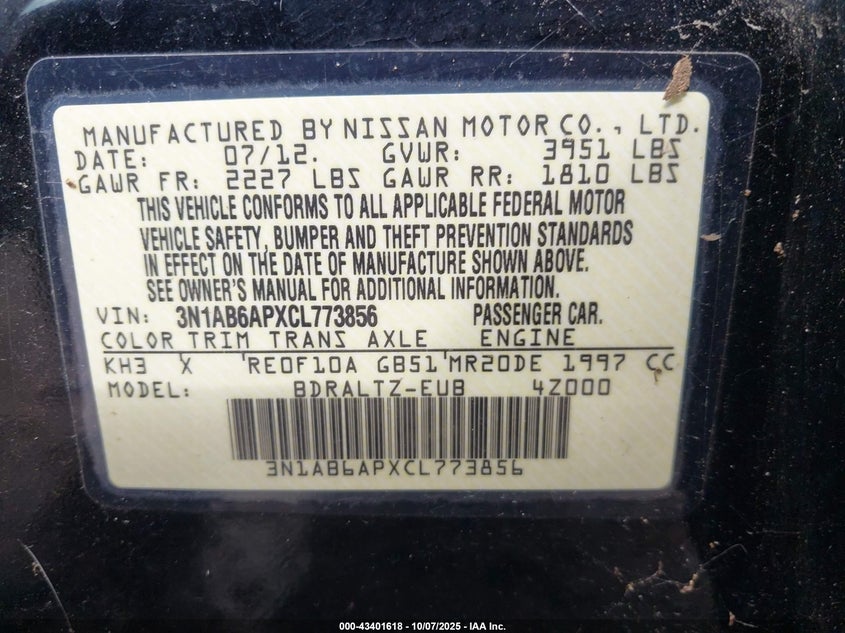 MANUFACTURED BY NISSAN MOTOR CO., LTD.
DATE: 07/12. GVWR: 3951 LBS
GAWR FR: 2227 LBS GAWR RR: 1810 LBS
THIS VEHICLE CONFORMS TO ALL APPLICABLE FEDERAL MOTOR
VEHICLE SAFETY, BUMPER AND THEFT PREVENTION STANDARDS
IN EFFECT ON THE DATE OF MANUFACTURE SHOWN ABOVE.
SEE OWNER'S MANUAL FOR ADDITIONAL INFORMATION.
VIN: 3N1AB6APXCL773856 PASSENGER CAR.
COLOR TRIM TRANS AXLE ENGINE
KH3 X RE0F10A GB51 MR20DE 1997 CC
MODEL: BDRALTZ-EUB 4Z000
3N1AB6APXCL773856
000-43401618 - 10/07/2025 - IAA Inc.